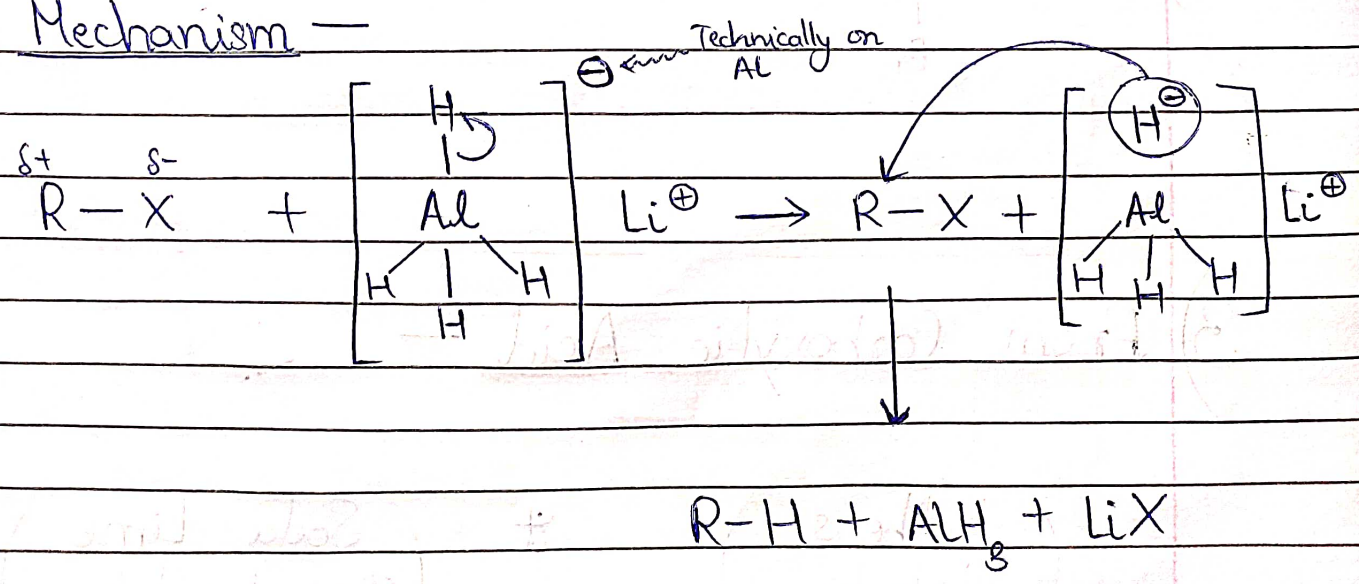 Mechanism —
⊖ Technically on
Al
H H⊖
δ+ δ-
R — X + Al Li⊕ → R — X + Al Li⊕
H H H H H
H
R-H + AlH3 + LiX